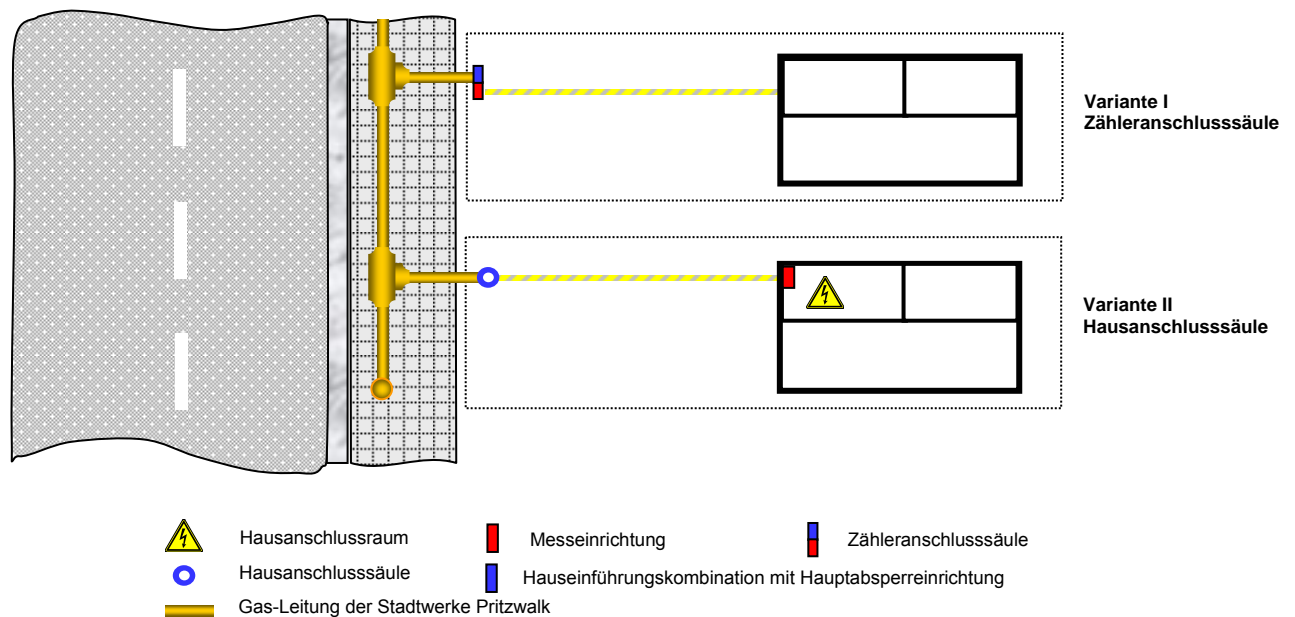 Variante I
Zähleranschlusssäule
Variante II
Hausanschlusssäule
Hausanschlussraum
Messeinrichtung
Zähleranschlusssäule
Hausanschlusssäule
Hauseinführungskombination mit Hauptabsperreinrichtung
Gas-Leitung der Stadtwerke Pritzwalk